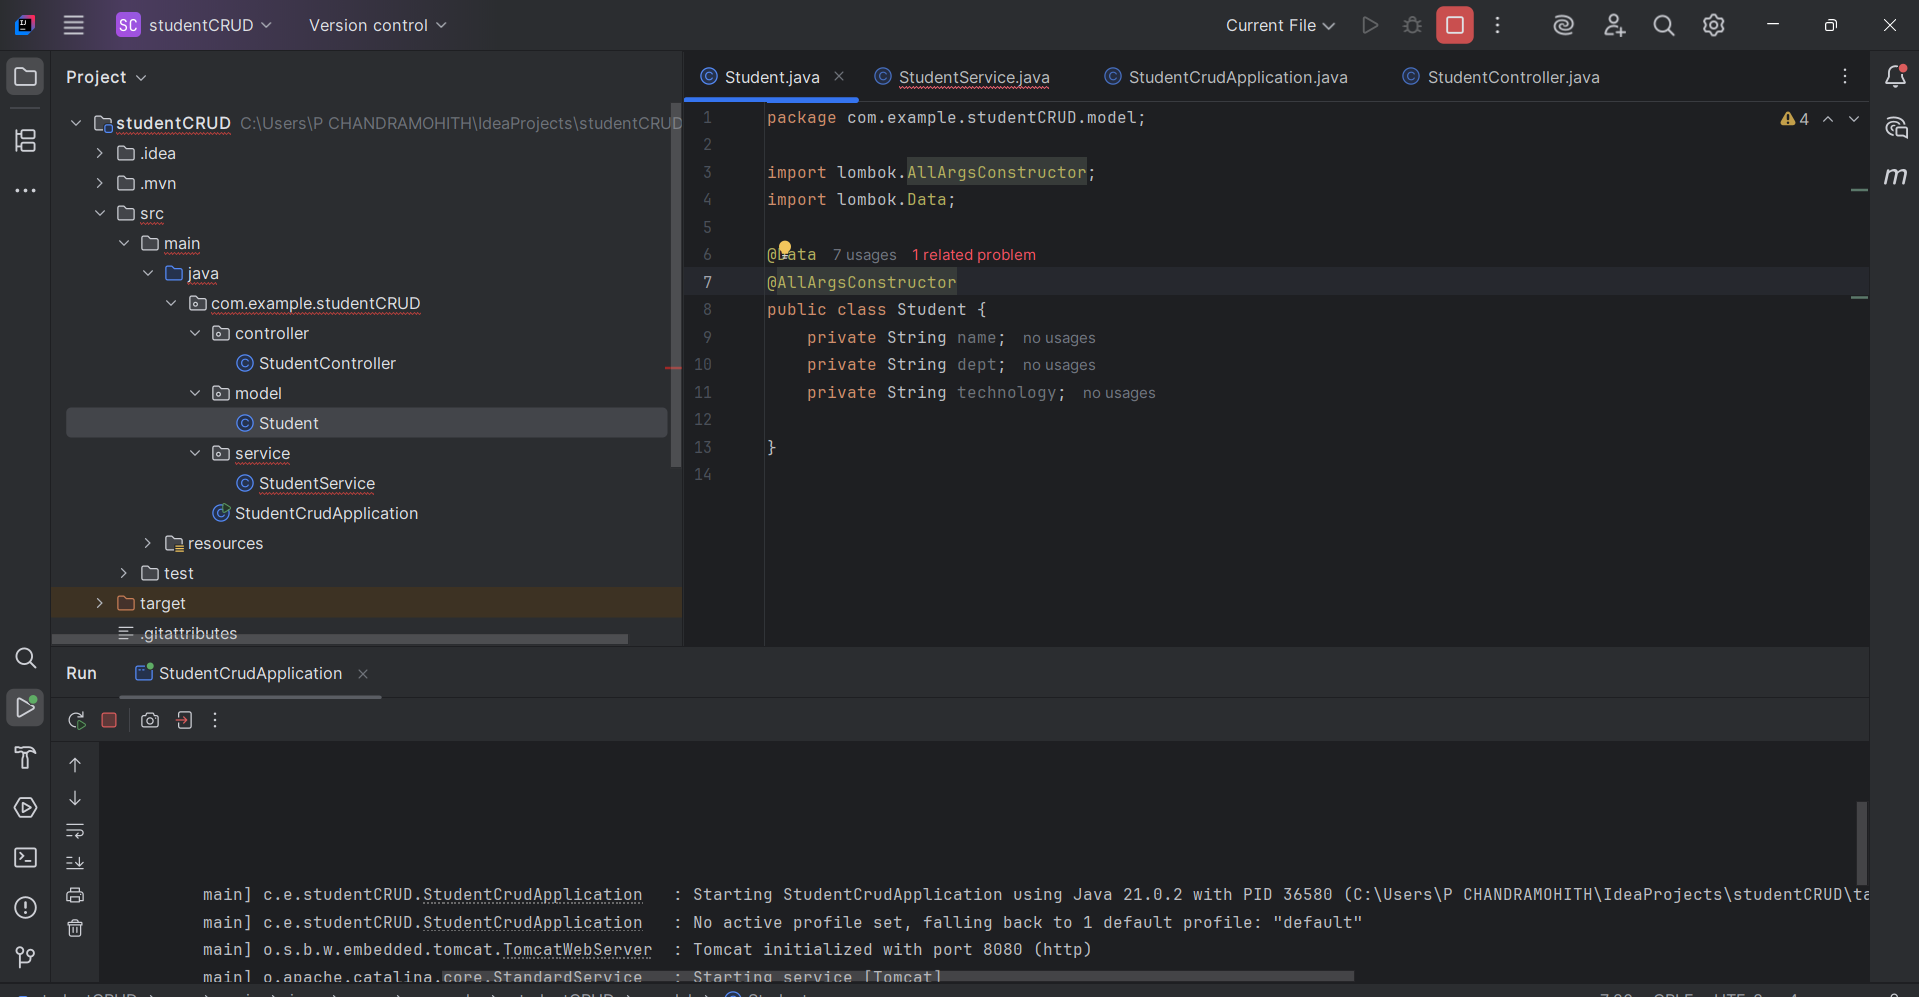 SC studentCRUD Version control Current File
Project
Student.java StudentService.java StudentCrudApplication.java StudentController.java
studentCRUD C:\Users\P CHANDRAMOHITH\IdeaProjects\studentCRUD
.idea
.mvn
src
main
java
com.example.studentCRUD
controller
StudentController
model
Student
service
StudentService
StudentCrudApplication
resources
test
target
.gitattributes
1 package com.example.studentCRUD.model;
2
3 import lombok.AllArgsConstructor;
4 import lombok.Data;
5
6 @Data 7 usages 1 related problem
7 @AllArgsConstructor
8 public class Student {
9 private String name; no usages
10 private String dept; no usages
11 private String technology; no usages
12
13 }
14
4
m
Run StudentCrudApplication
main] c.e.studentCRUD.StudentCrudApplication : Starting StudentCrudApplication using Java 21.0.2 with PID 36580 (C:\Users\P CHANDRAMOHITH\IdeaProjects\studentCRUD\ta
main] c.e.studentCRUD.StudentCrudApplication : No active profile set, falling back to 1 default profile: "default"
main] o.s.b.w.embedded.tomcat.TomcatWebServer : Tomcat initialized with port 8080 (http)
main] o.apache.catalina.core.StandardService : Starting service [Tomcat]